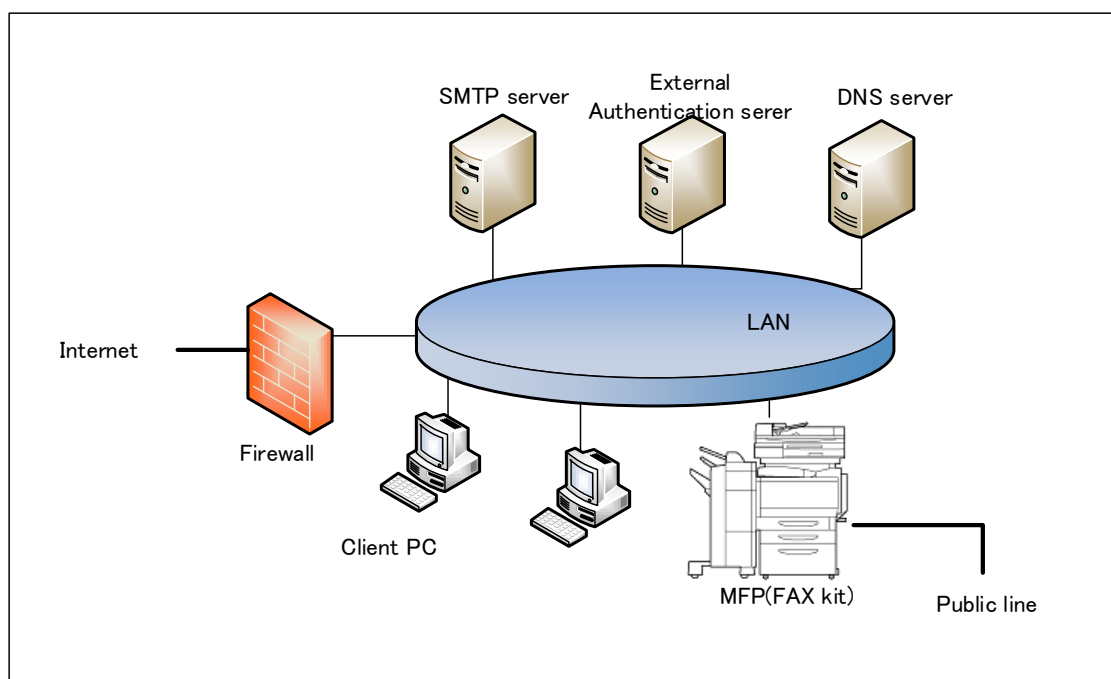 SMTP server
External
Authentication serer
DNS server
LAN
Internet
Firewall
Client PC
MFP(FAX kit)
Public line